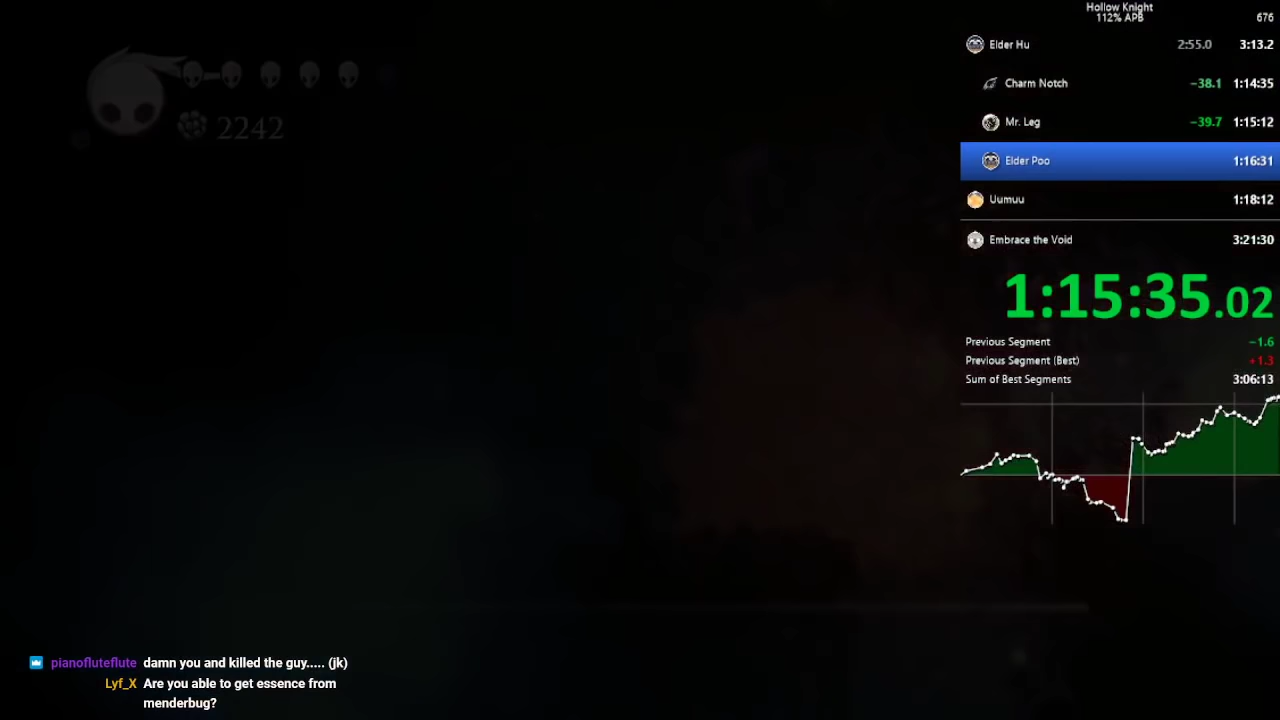 Hollow Knight
112% APB 676
Elder Hu 2:55.0 3:13.2
Charm Notch −38.1 1:14:35
Mr. Leg −39.7 1:15:12
Elder Poo 1:16:31
Uumuu 1:18:12
Embrace the Void 3:21:30
1:15:35.02
Previous Segment −1.6
Previous Segment (Best) +1.3
Sum of Best Segments 3:06:13
2242
pianofluteflute damn you and killed the guy..... (jk)
Lyf_X Are you able to get essence from
menderbug?